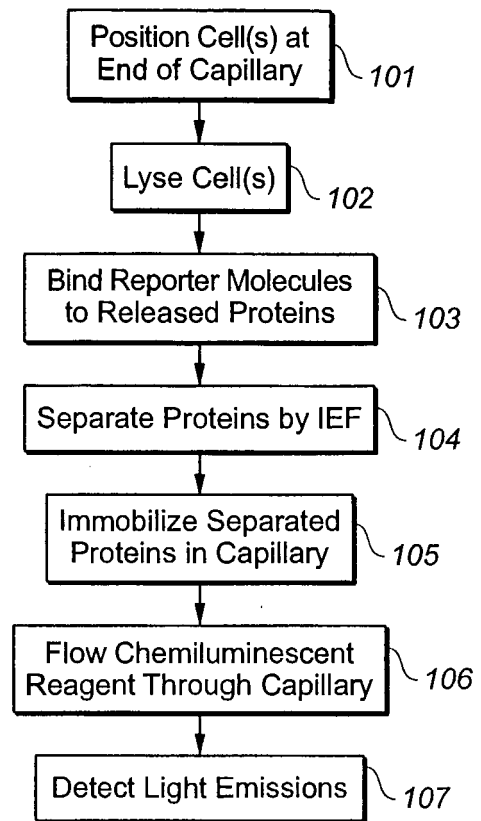 Position Cell(s) at
End of Capillary
101
Lyse Cell(s)
102
Bind Reporter Molecules
to Released Proteins
103
Separate Proteins by IEF
104
Immobilize Separated
Proteins in Capillary
105
Flow Chemiluminescent
Reagent Through Capillary
106
Detect Light Emissions
107